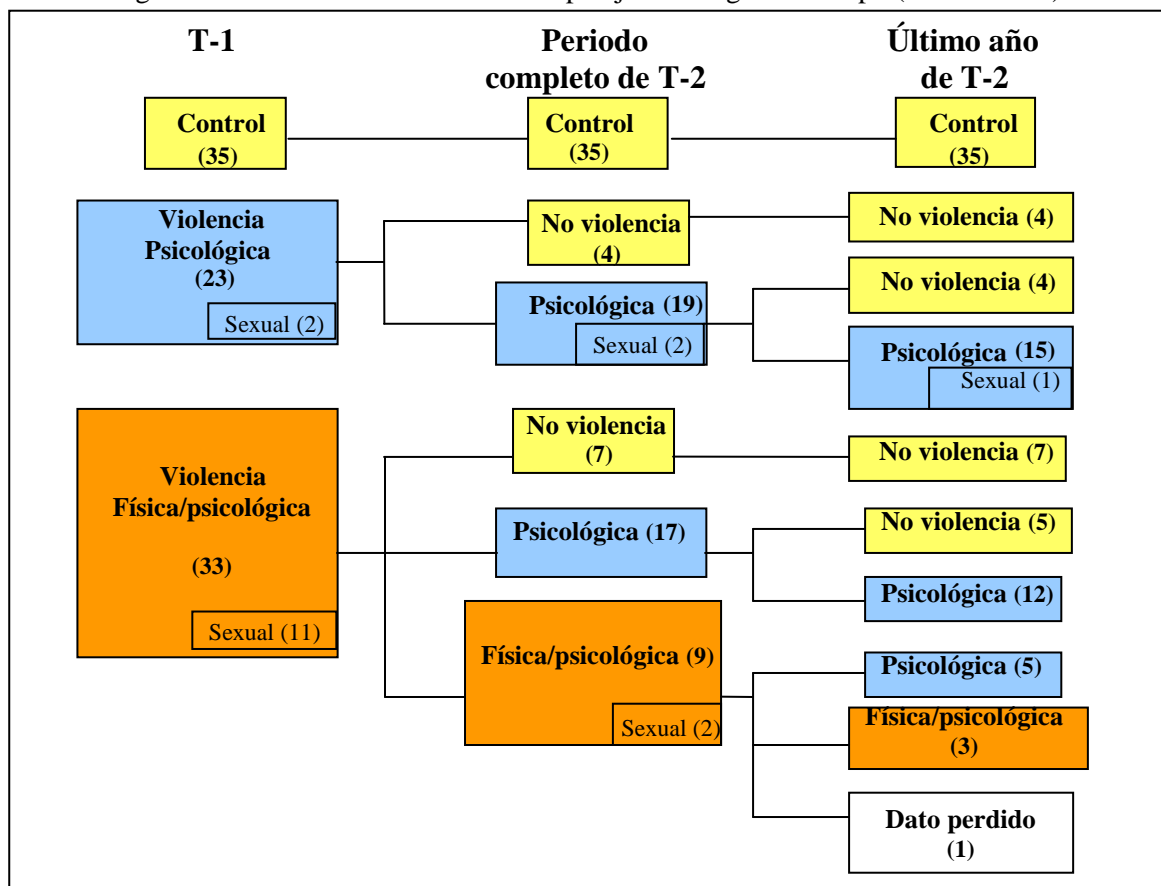 T-1
Periodo
completo de T-2
Último año
de T-2
Control
(35)
Control
(35)
Control
(35)
Violencia
Psicológica
(23)
Sexual (2)
No violencia
(4)
No violencia (4)
Psicológica (19)
Sexual (2)
No violencia (4)
Psicológica (15)
Sexual (1)
Violencia
Física/psicológica
(33)
Sexual (11)
No violencia
(7)
No violencia (7)
Psicológica (17)
No violencia (5)
Psicológica (12)
Física/psicológica (9)
Sexual (2)
Psicológica (5)
Física/psicológica
(3)
Dato perdido
(1)